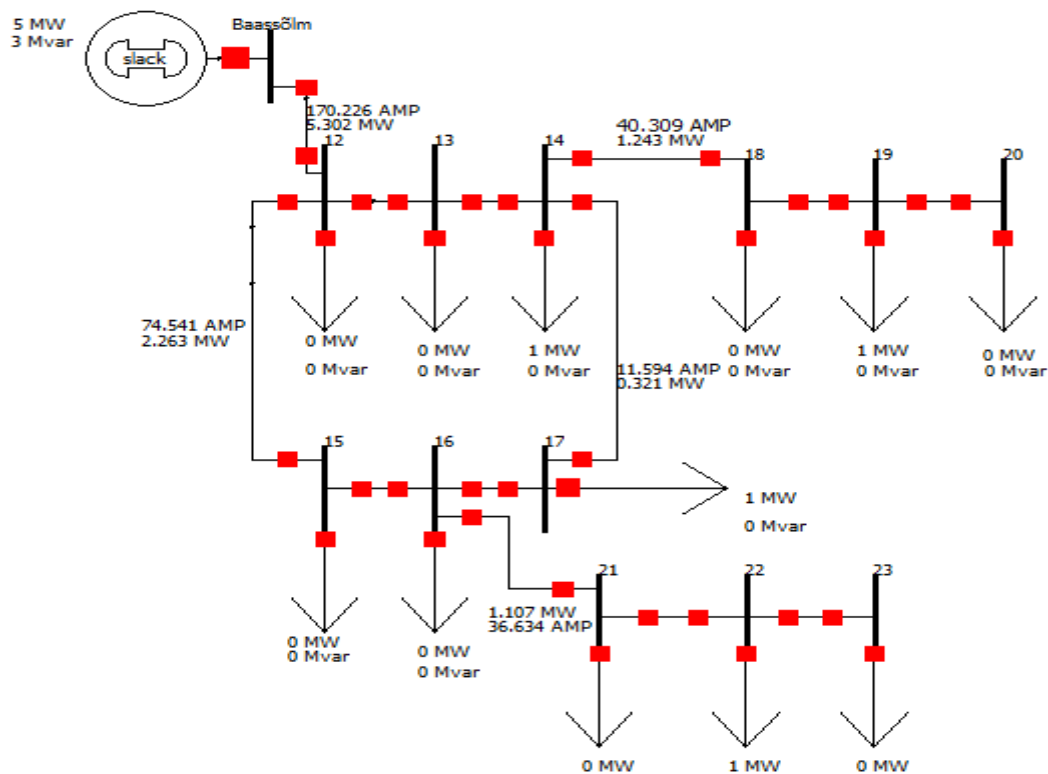 5 MW
3 Mvar
slack
Baassõlm
170.226 AMP
5.302 MW
12
13
14
40.309 AMP
1.243 MW
18
19
20
0 MW
0 Mvar
0 MW
0 Mvar
1 MW
0 Mvar
0 MW
0 Mvar
1 MW
0 Mvar
0 MW
0 Mvar
74.541 AMP
2.263 MW
11.594 AMP
0.321 MW
15
16
17
1 MW
0 Mvar
0 MW
0 Mvar
0 MW
0 Mvar
1.107 MW
36.634 AMP
21
22
23
0 MW
1 MW
0 MW